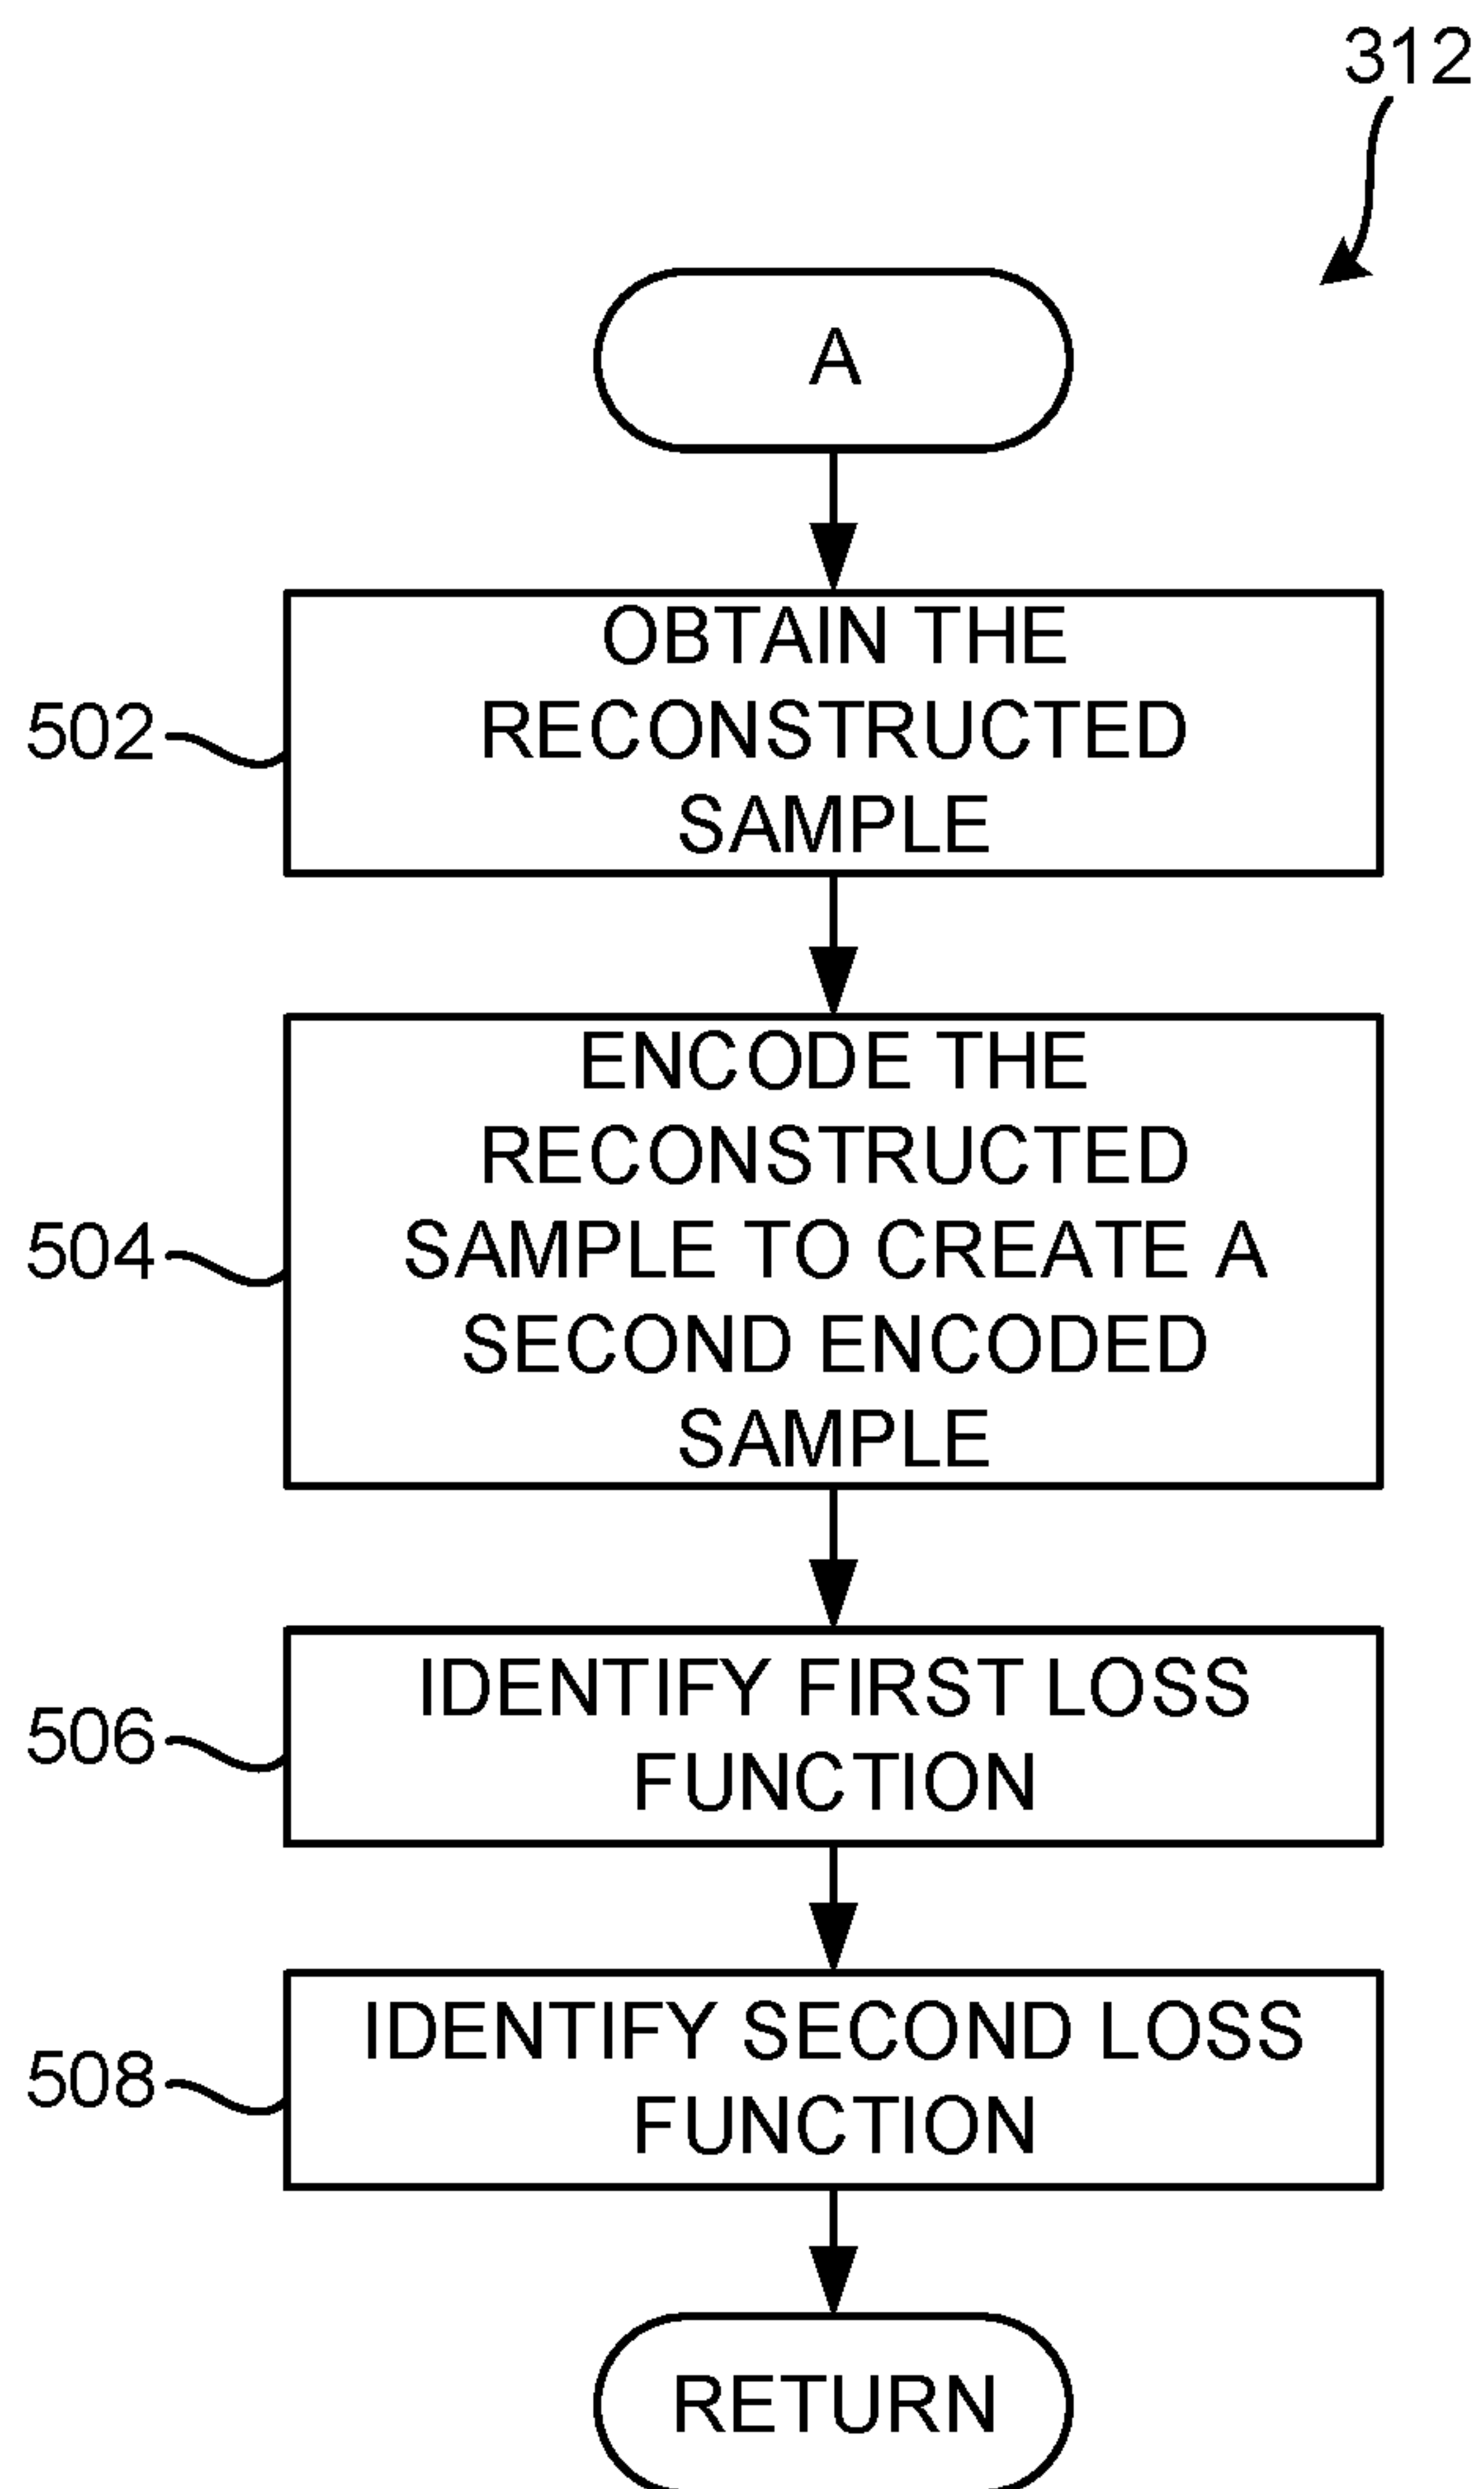 312
A
502
OBTAIN THE
RECONSTRUCTED
SAMPLE
504
ENCODE THE
RECONSTRUCTED
SAMPLE TO CREATE A
SECOND ENCODED
SAMPLE
506
IDENTIFY FIRST LOSS
FUNCTION
508
IDENTIFY SECOND LOSS
FUNCTION
RETURN